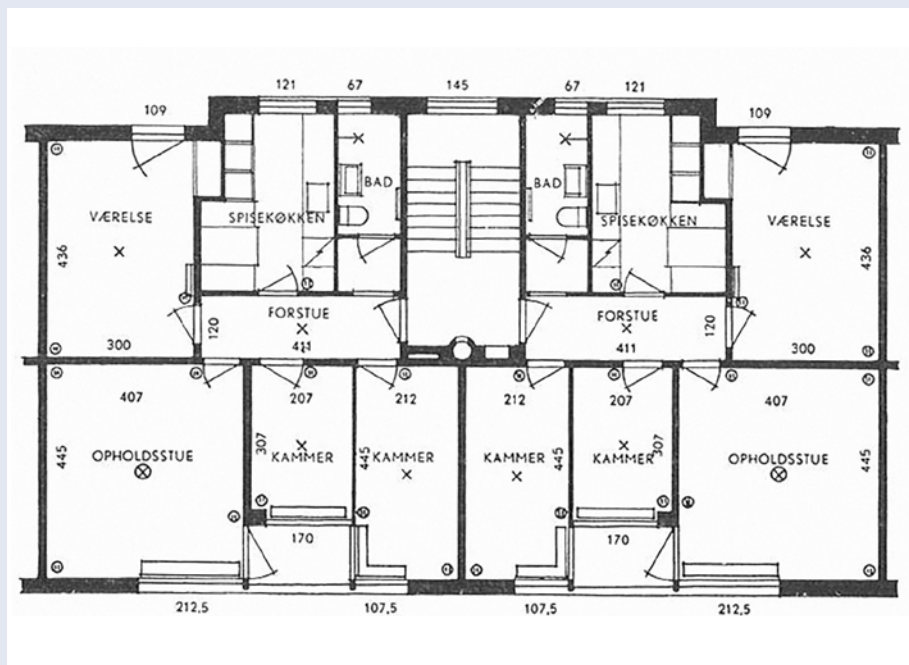 121 67 145 67 121
109 109
BAD BAD
VÆRELSE SPISEKØKKEN SPISEKØKKEN VÆRELSE
436 436
FORSTUE FORSTUE
120 120
300 411 411 300
407 207 212 212 207 407
445 307 445 445 307 445
OPHOLDSSTUE KAMMER KAMMER KAMMER KAMMER OPHOLDSSTUE
170 170
212,5 107,5 107,5 212,5